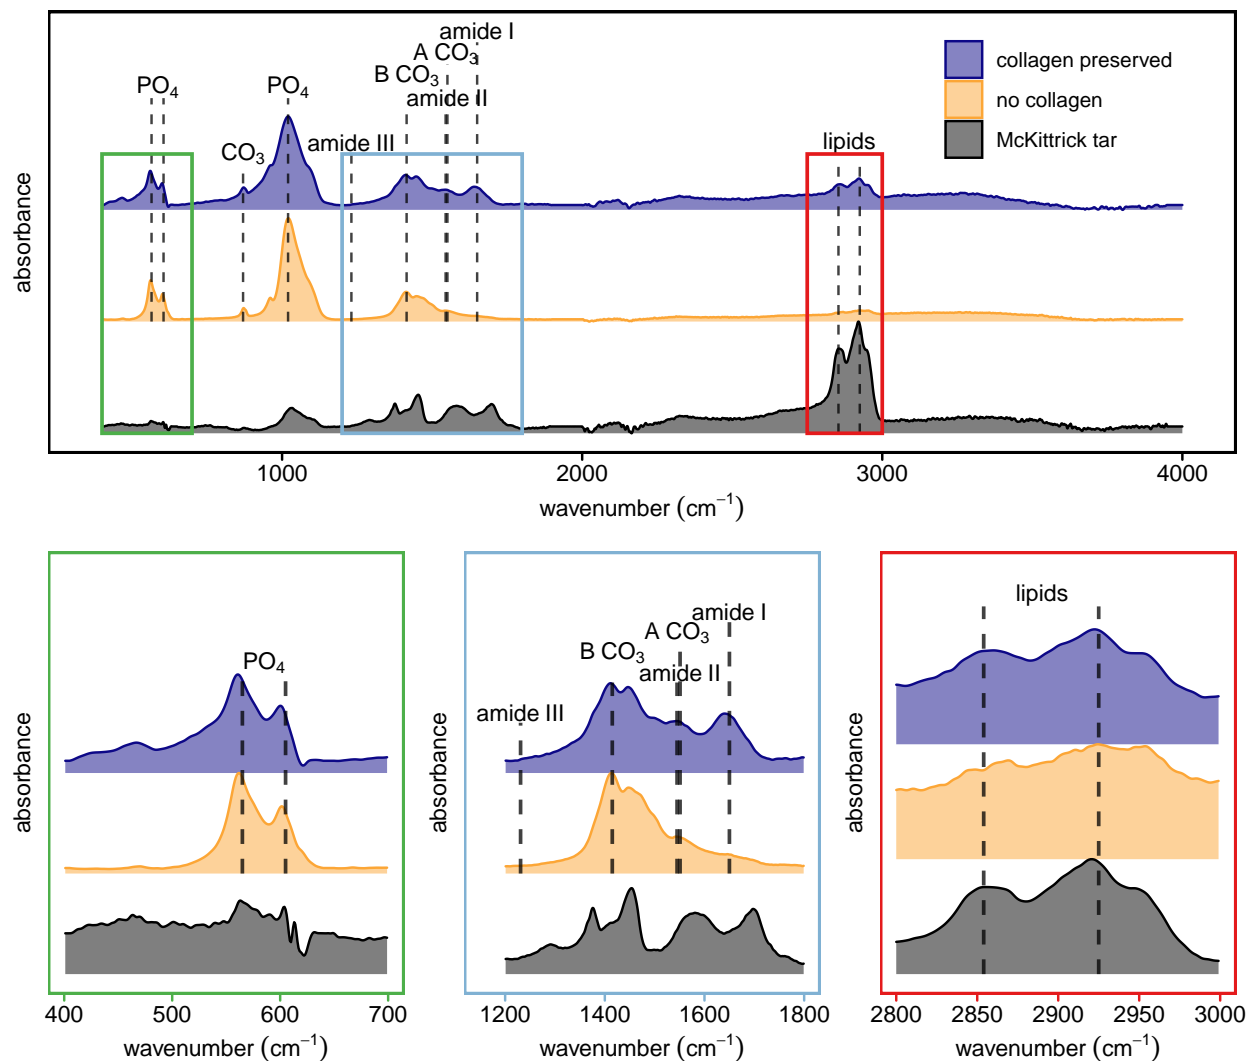 amide I
A CO₃
B CO₃
amide II
PO₄
PO₄
CO₃
amide III
lipids
collagen preserved
no collagen
McKittrick tar
absorbance
1000
2000
3000
4000
wavenumber (cm⁻¹)
PO₄
absorbance
400
500
600
700
wavenumber (cm⁻¹)
amide I
A CO₃
B CO₃
amide II
amide III
absorbance
1200
1400
1600
1800
wavenumber (cm⁻¹)
lipids
absorbance
2800
2850
2900
2950
3000
wavenumber (cm⁻¹)